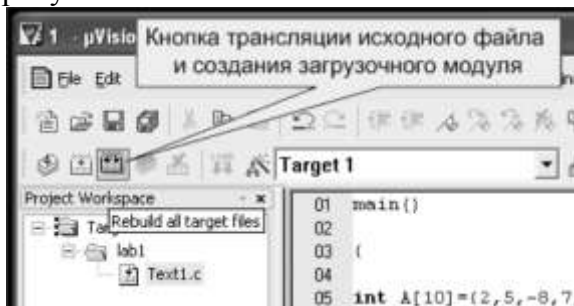 1 - µVisio
Кнопка трансляции исходного файла
и создания загрузочного модуля
File Edit
Target 1
Project Workspace
Rebuild all target files
lab1
Text1.c
01 main()
02
03 {
04
05 int A[10]={2,5,-8,7